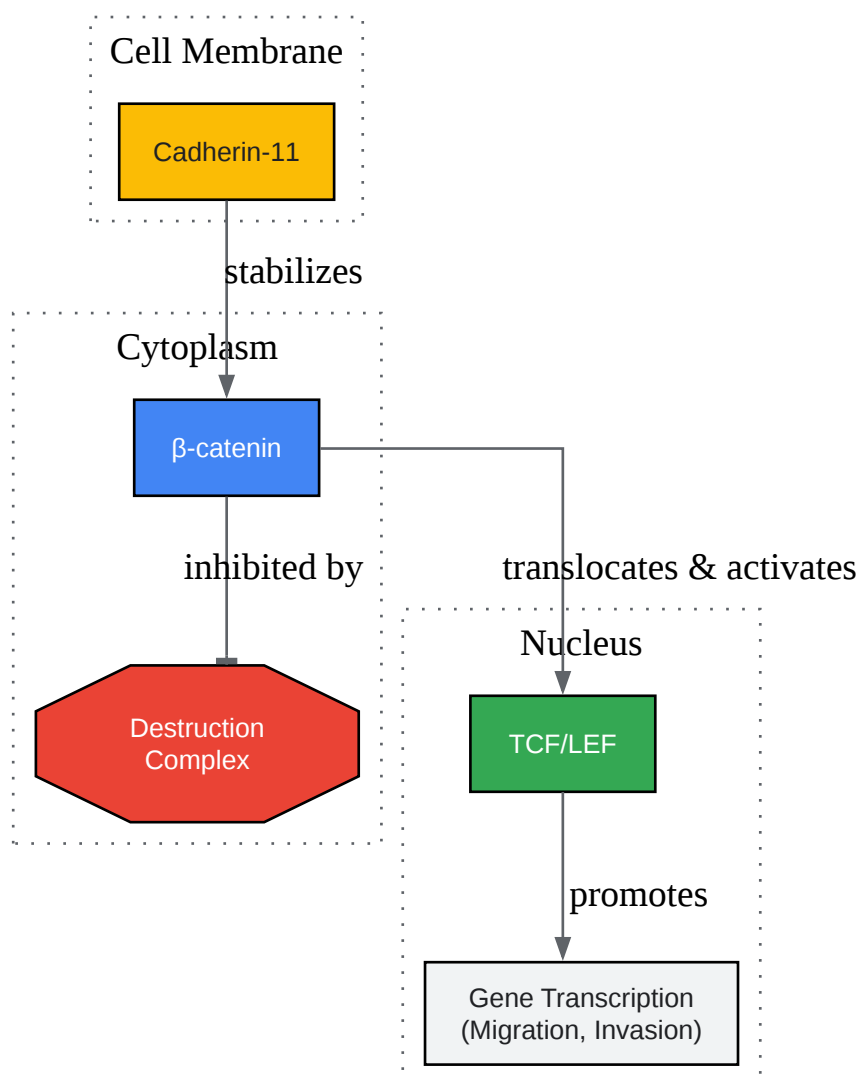 Cell Membrane
Cadherin-11
stabilizes
Cytoplasm
β-catenin
inhibited by
translocates & activates
Nucleus
Destruction
Complex
TCF/LEF
promotes
Gene Transcription
(Migration, Invasion)